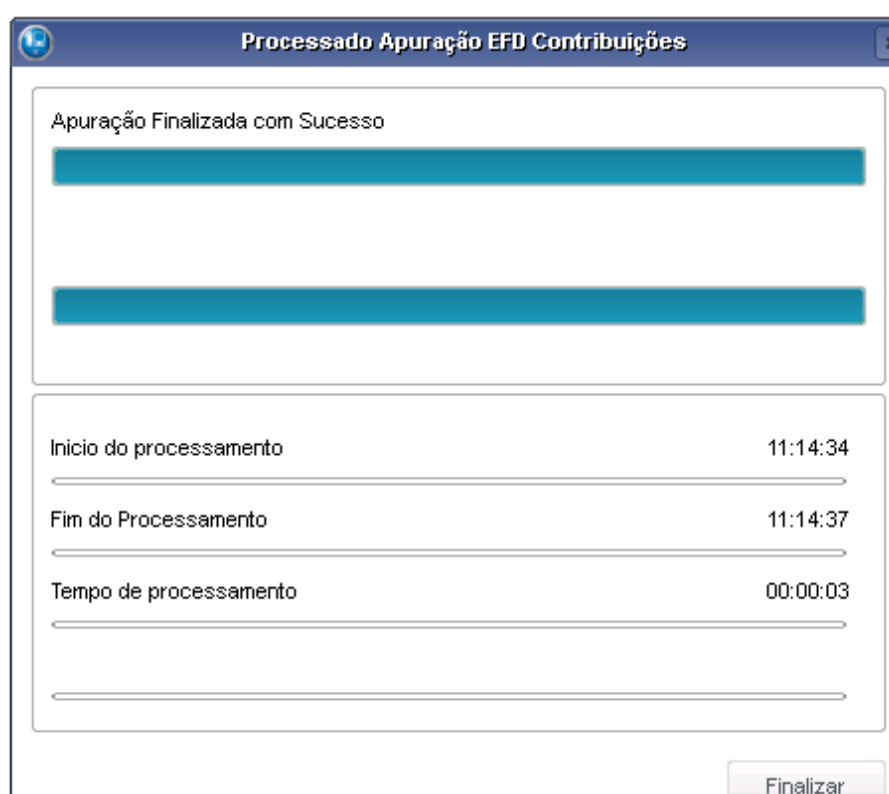 Processado Apuração EFD Contribuições
Apuração Finalizada com Sucesso
Inicio do processamento 11:14:34
Fim do Processamento 11:14:37
Tempo de processamento 00:00:03
Finalizar